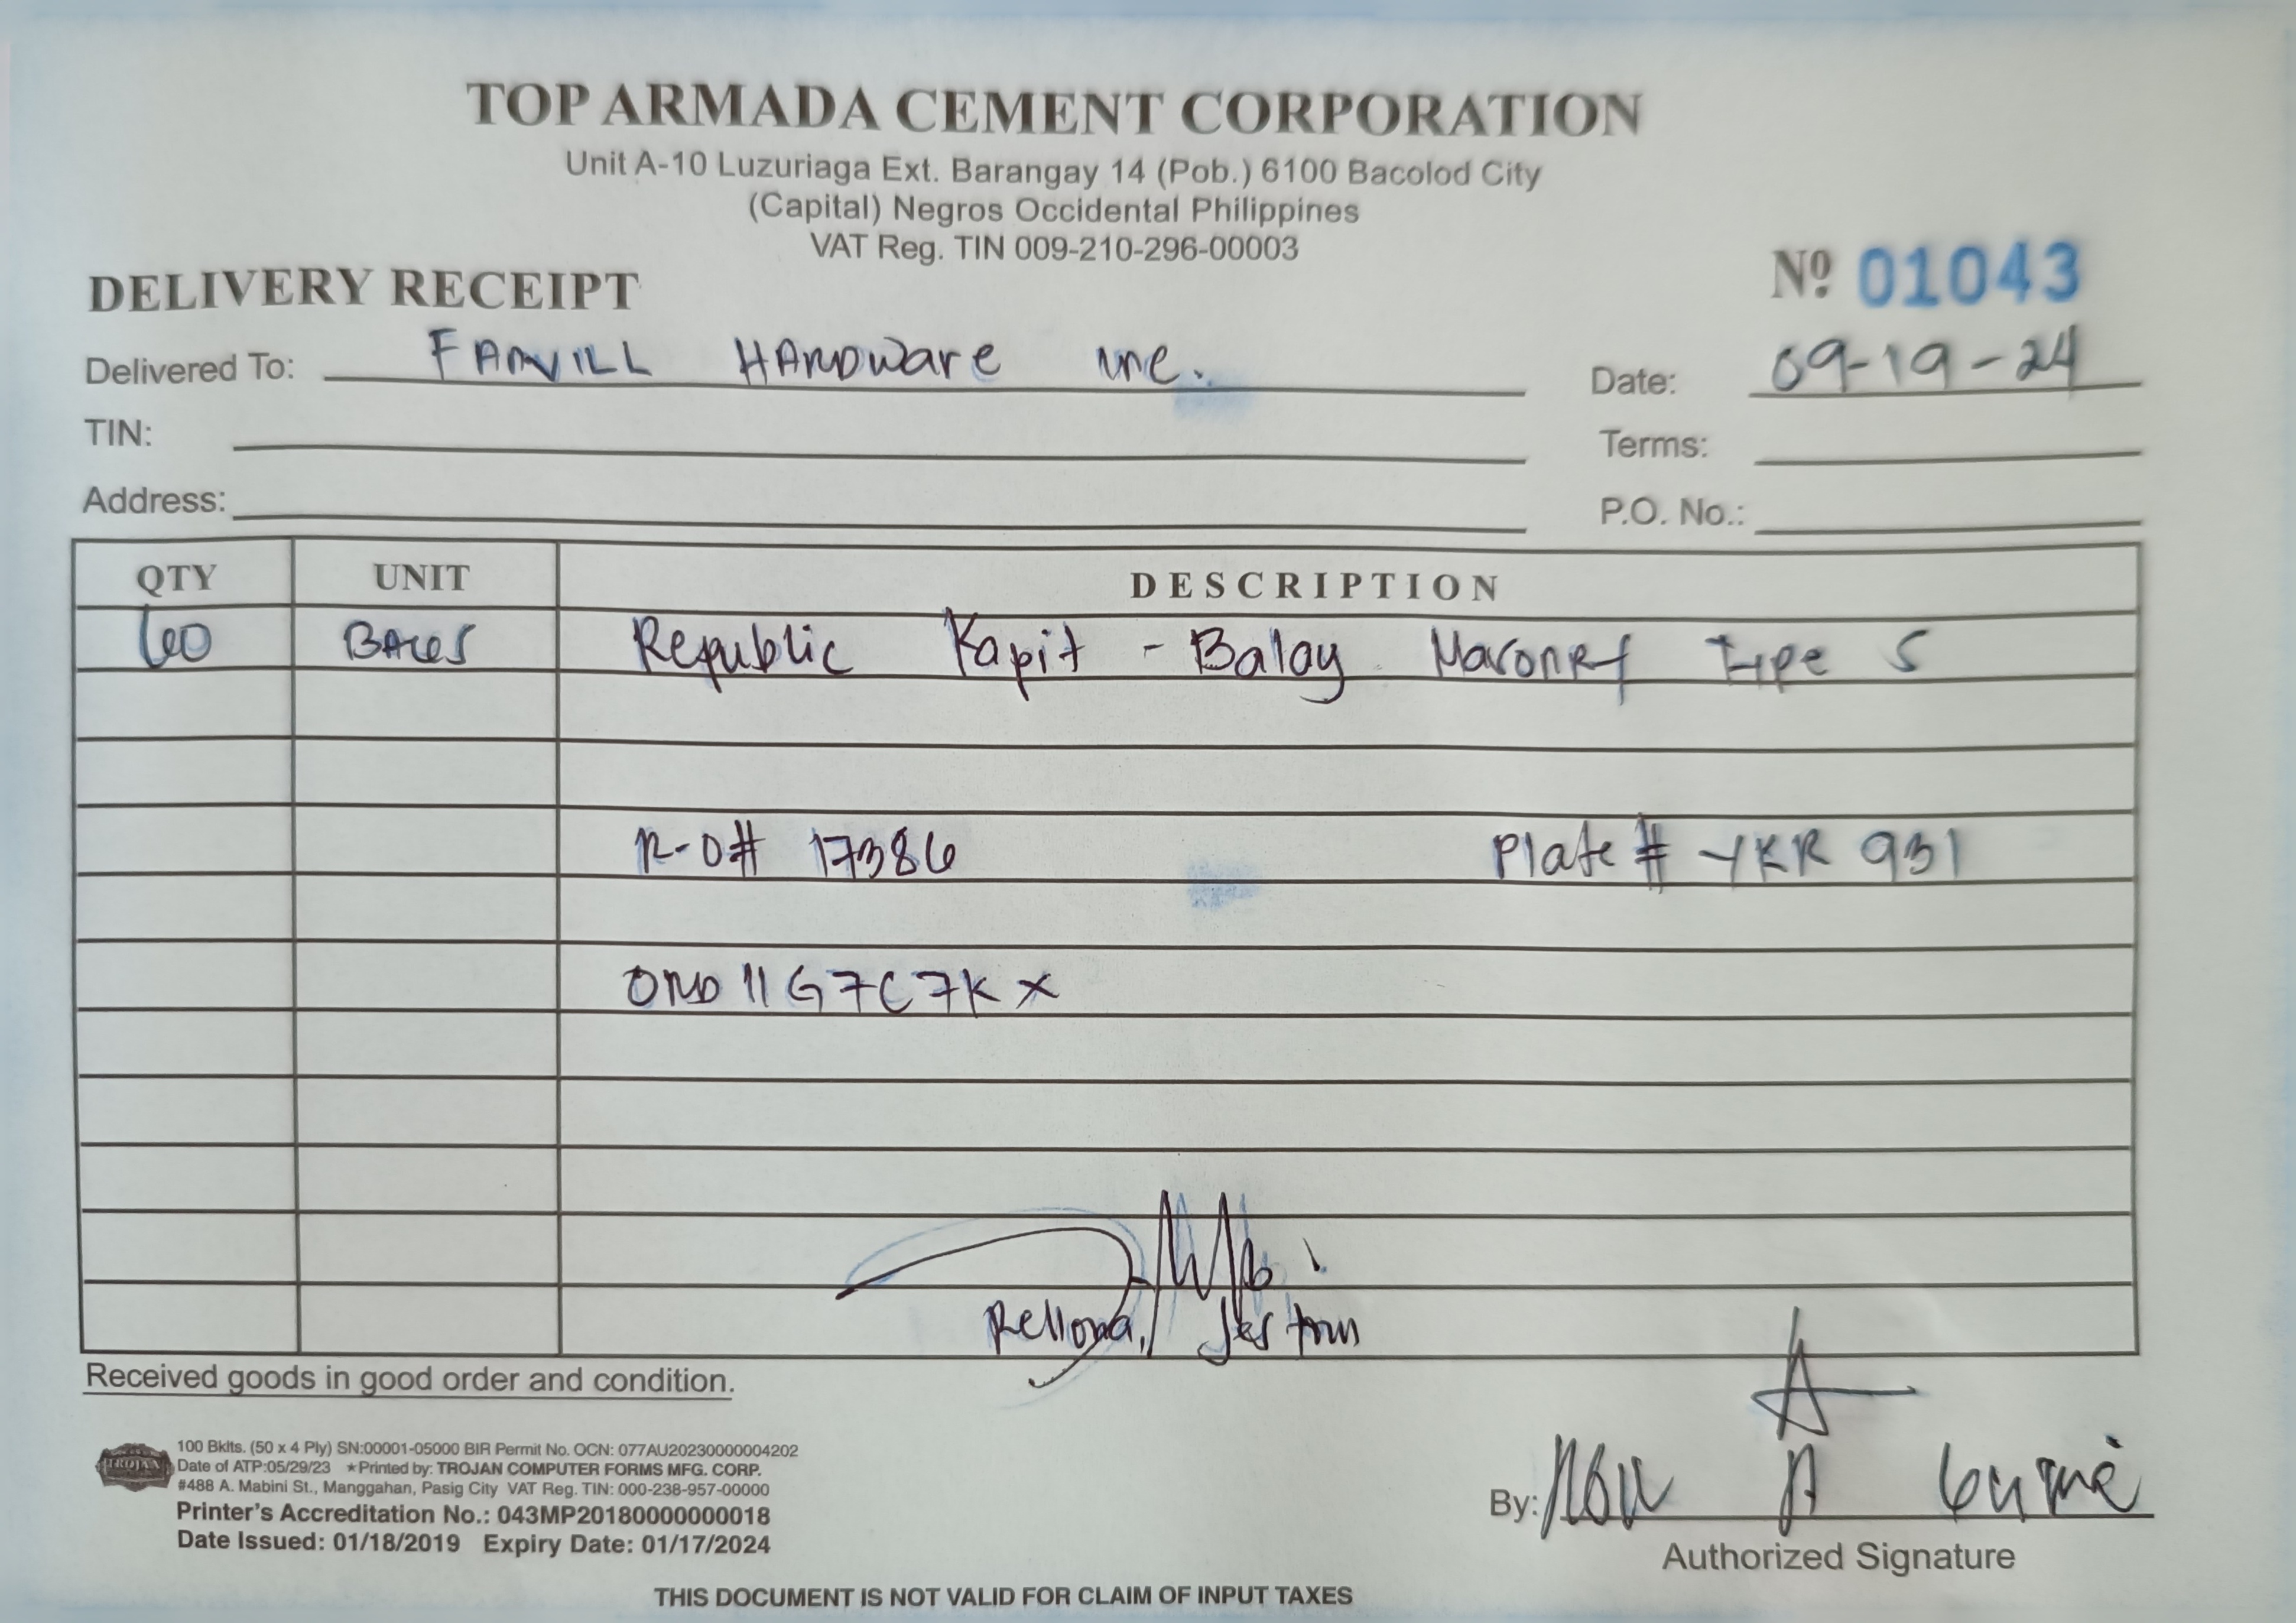 TOP ARMADA CEMENT CORPORATION
Unit A-10 Luzuriaga Ext. Barangay 14 (Pob.) 6100 Bacolod City
(Capital) Negros Occidental Philippines
VAT Reg. TIN 009-210-296-00003
DELIVERY RECEIPT Nº 01043
Delivered To: FANVILL HARDware inc. Date: 09-19-24
TIN: Terms:
Address: P.O. No.:
QTY UNIT DESCRIPTION
60 BAGS Republic Kapit - Balay Masonry Type S
R-O# 17386 Plate # YKR 931
ORD 11G7C7KX
Rellona,
Received goods in good order and condition.
TROJAN
100 Bklts. (50 x 4 Ply) SN:00001-05000 BIR Permit No. OCN: 077AU20230000004202
Date of ATP:05/29/23 ★Printed by: TROJAN COMPUTER FORMS MFG. CORP.
#488 A. Mabini St., Manggahan, Pasig City VAT Reg. TIN: 000-238-957-00000
Printer's Accreditation No.: 043MP20180000000018
Date Issued: 01/18/2019 Expiry Date: 01/17/2024
By:
Authorized Signature
THIS DOCUMENT IS NOT VALID FOR CLAIM OF INPUT TAXES